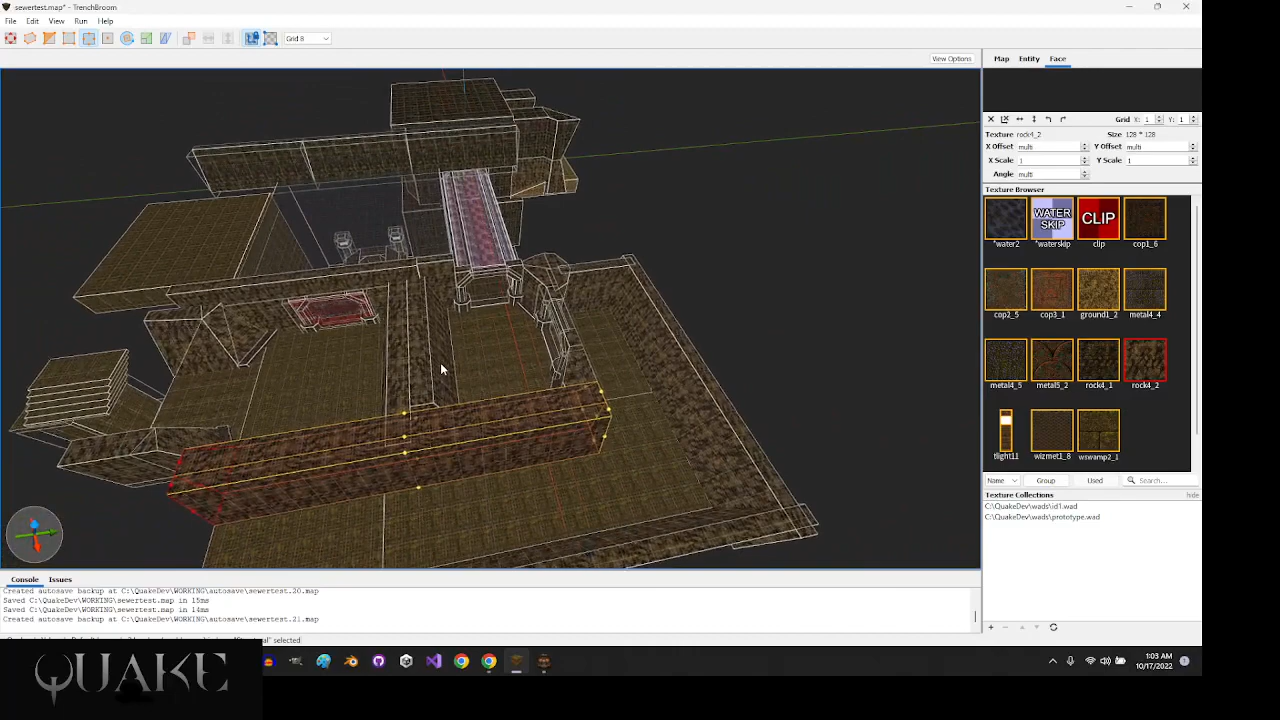 sewertest.map* - TrenchBroom
File Edit View Run Help
Grid 8
View Options
Map Entity Face
Grid X: 1 Y: 1
Texture rock4_2 Size 128 * 128
X Offset multi Y Offset multi
X Scale 1 Y Scale 1
Angle multi
Texture Browser
WATER SKIP CLIP
*water2 *waterskip clip cop1_6
cop2_5 cop3_1 ground1_2 metal4_4
metal4_5 metal5_2 rock4_1 rock4_2
tlight11 wizmet1_8 wswamp2_1
Name Group Used Search...
Texture Collections hide
C:\QuakeDev\wads\id1.wad
C:\QuakeDev\wads\prototype.wad
Console Issues
Created autosave backup at C:\QuakeDev\WORKING\autosave\sewertest.20.map
Saved C:\QuakeDev\WORKING\sewertest.map in 15ms
Saved C:\QuakeDev\WORKING\sewertest.map in 14ms
Created autosave backup at C:\QuakeDev\WORKING\autosave\sewertest.21.map
selected
QUAKE
1:03 AM
10/17/2022